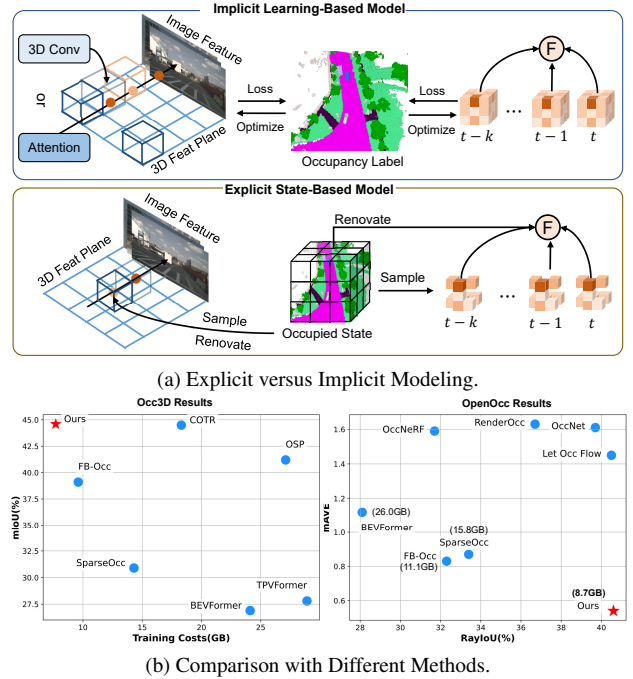 Implicit Learning-Based Model
3D Conv
or
Attention
Image Feature
3D Feat Plane
Loss
Optimize
Occupancy Label
Loss
Optimize
F
t − k
...
t − 1
t
Explicit State-Based Model
Image Feature
3D Feat Plane
Sample
Renovate
Renovate
Sample
Occupied State
F
t − k
...
t − 1
t
(a) Explicit versus Implicit Modeling.
Occ3D Results
mIoU(%)
45.0
42.5
40.0
37.5
35.0
32.5
30.0
27.5
Ours
COTR
OSP
FB-Occ
SparseOcc
TPVFormer
BEVFormer
10
15
20
25
Training Costs(GB)
OpenOcc Results
mAVE
1.6
1.4
1.2
1.0
0.8
0.6
OccNeRF
RenderOcc
OccNet
Let Occ Flow
(26.0GB)
BEVFormer
(15.8GB)
SparseOcc
FB-Occ
(11.1GB)
(8.7GB)
Ours
28
30
32
34
36
38
40
RayIoU(%)
(b) Comparison with Different Methods.